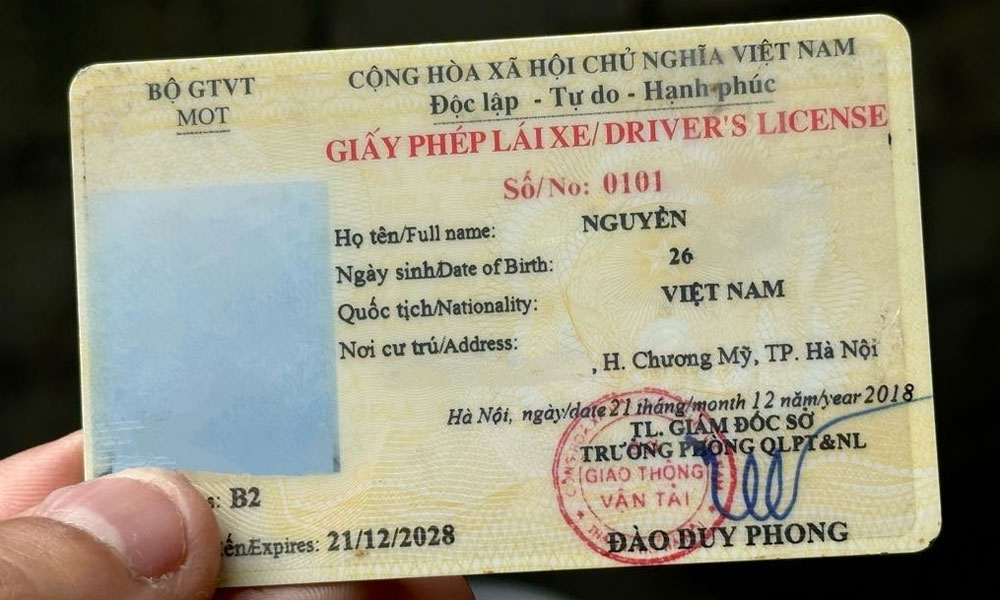 BỘ GTVT
MOT
CỘNG HÒA XÃ HỘI CHỦ NGHĨA VIỆT NAM
Độc lập - Tự do - Hạnh phúc
GIẤY PHÉP LÁI XE/ DRIVER'S LICENSE
Số/No: 0101
Họ tên/Full name: NGUYỄN
Ngày sinh/Date of Birth: 26
Quốc tịch/Nationality: VIỆT NAM
Nơi cư trú/Address:
, H. Chương Mỹ, TP. Hà Nội
Hà Nội, ngày/date 21 tháng/month 12 năm/year 2018
TL. GIÁM ĐỐC SỞ
TRƯỞNG PHÒNG QLPT&NL
GIAO THÔNG
VẬN TẢI
ĐÀO DUY PHONG
: B2
/Expires: 21/12/2028